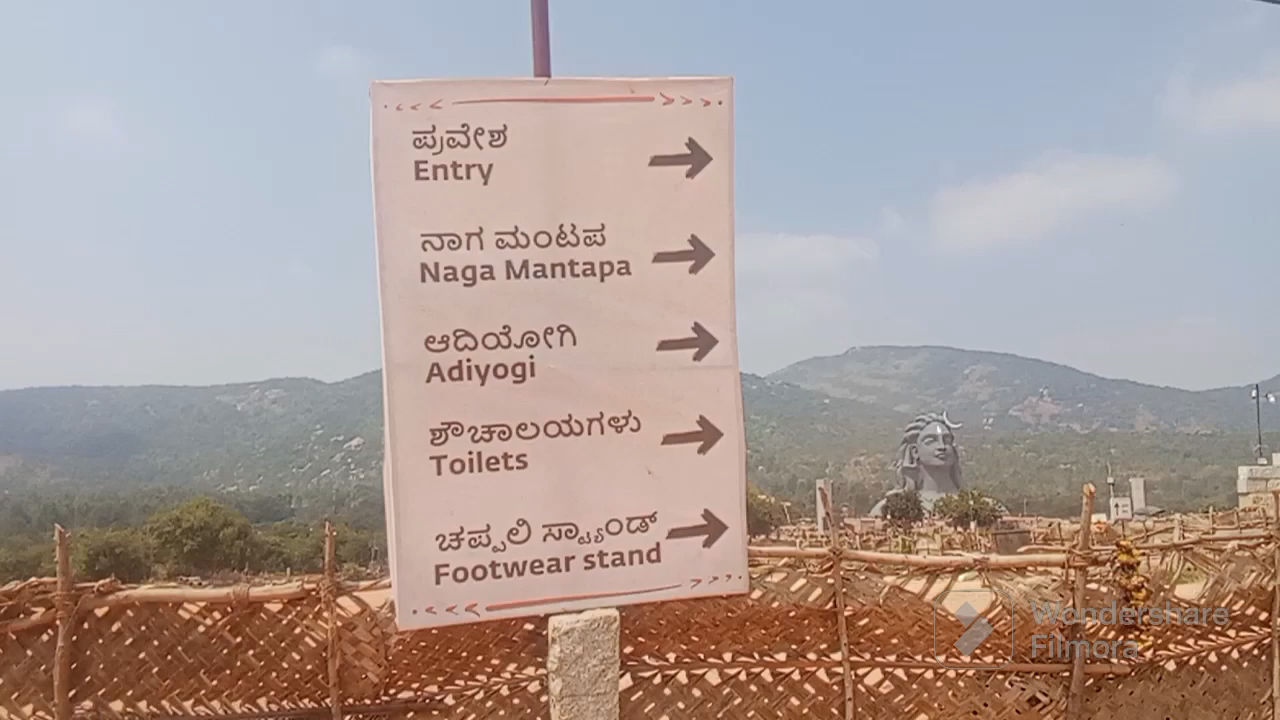 ಪ್ರವೇಶ
Entry
ನಾಗ ಮಂಟಪ
Naga Mantapa
ಆದಿಯೋಗಿ
Adiyogi
ಶೌಚಾಲಯಗಳು
Toilets
ಚಪ್ಪಲಿ ಸ್ಟ್ಯಾಂಡ್
Footwear stand
Wondershare
Filmora